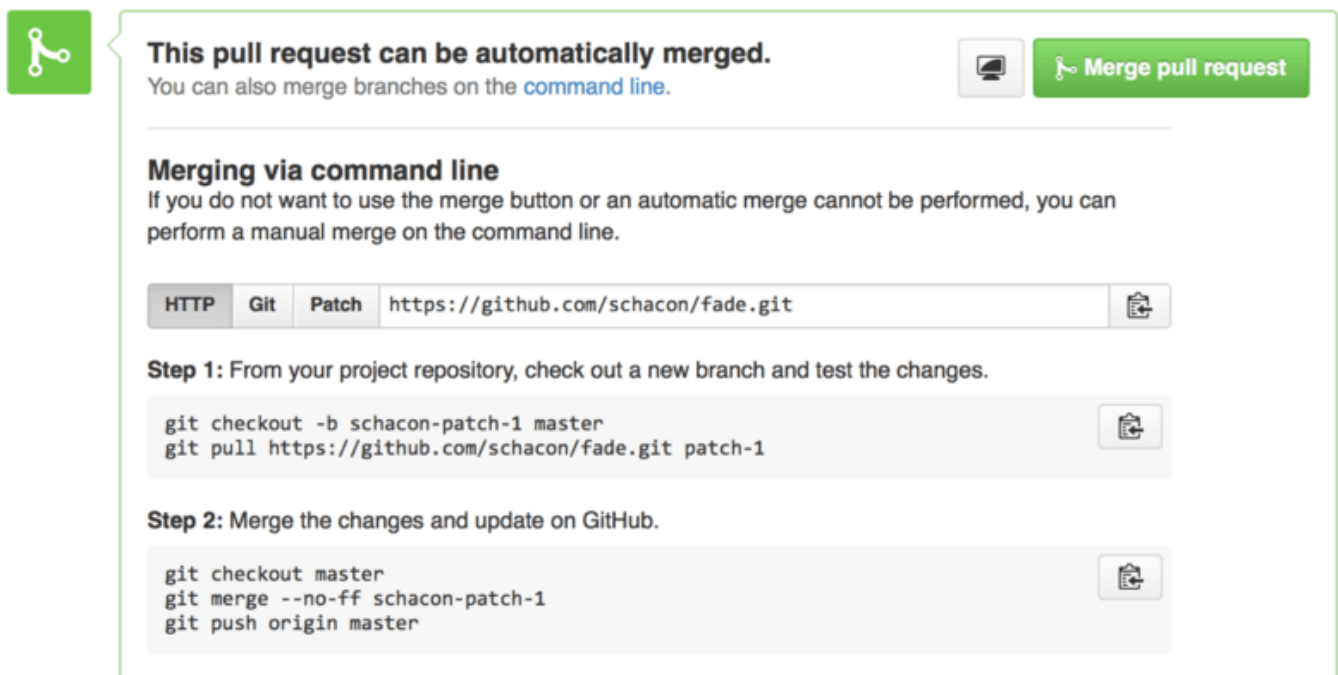 This pull request can be automatically merged.
You can also merge branches on the command line.
Merge pull request
Merging via command line
If you do not want to use the merge button or an automatic merge cannot be performed, you can
perform a manual merge on the command line.
HTTP Git Patch https://github.com/schacon/fade.git
Step 1: From your project repository, check out a new branch and test the changes.
git checkout -b schacon-patch-1 master
git pull https://github.com/schacon/fade.git patch-1
Step 2: Merge the changes and update on GitHub.
git checkout master
git merge --no-ff schacon-patch-1
git push origin master